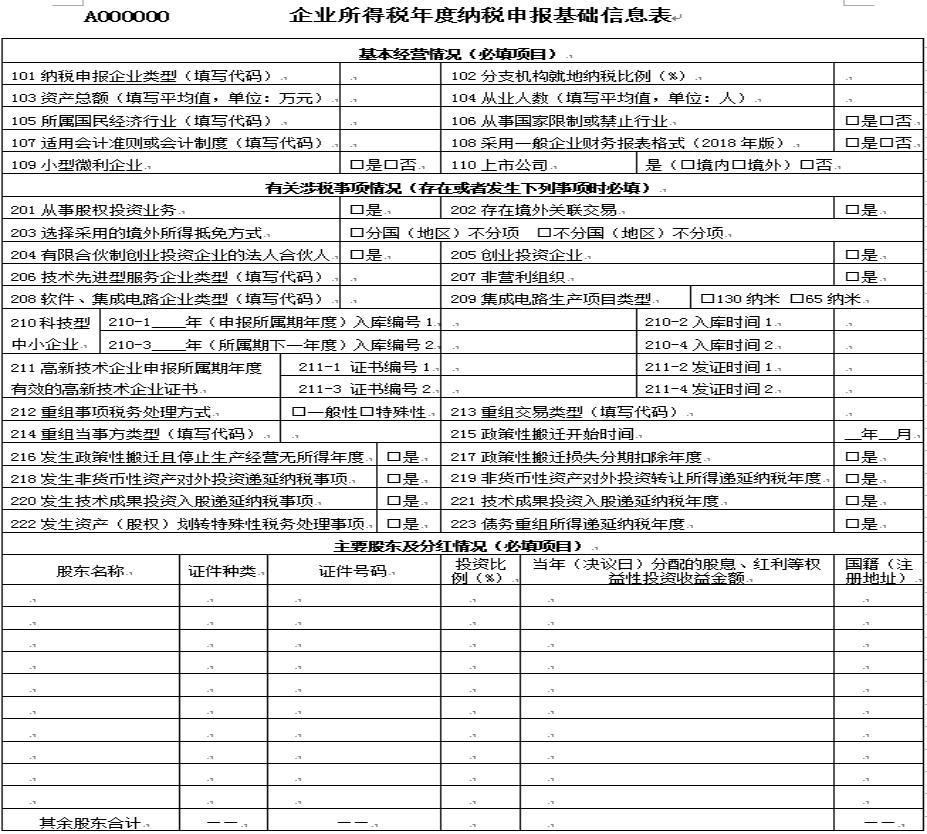 A000000 企业所得税年度纳税申报基础信息表
基本经营情况（必填项目）
101 纳税申报企业类型（填写代码） 102 分支机构就地纳税比例（%）
103 资产总额（填写平均值，单位：万元） 104 从业人数（填写平均值，单位：人）
105 所属国民经济行业（填写代码） 106 从事国家限制或禁止行业 □是□否
107 适用会计准则或会计制度（填写代码） 108 采用一般企业财务报表格式（2018 年版） □是□否
109 小型微利企业 □是□否 110 上市公司 是（□境内□境外）□否
有关涉税事项情况（存在或者发生下列事项时必填）
201 从事股权投资业务 □是 202 存在境外关联交易 □是
203 选择采用的境外所得抵免方式 □分国（地区）不分项 □不分国（地区）不分项
204 有限合伙制创业投资企业的法人合伙人 □是 205 创业投资企业 □是
206 技术先进型服务企业类型（填写代码） 207 非营利组织 □是
208 软件、集成电路企业类型（填写代码） 209 集成电路生产项目类型 □130 纳米 □65 纳米
210 科技型 210-1____年（申报所属期年度）入库编号 1 210-2 入库时间 1
中小企业 210-3____年（所属期下一年度）入库编号 2 210-4 入库时间 2
211 高新技术企业申报所属期年度 211-1 证书编号 1 211-2 发证时间 1
有效的高新技术企业证书 211-3 证书编号 2 211-4 发证时间 2
212 重组事项税务处理方式 □一般性□特殊性 213 重组交易类型（填写代码）
214 重组当事方类型（填写代码） 215 政策性搬迁开始时间 __年__月
216 发生政策性搬迁且停止生产经营无所得年度 □是 217 政策性搬迁损失分期扣除年度 □是
218 发生非货币性资产对外投资递延纳税事项 □是 219 非货币性资产对外投资转让所得递延纳税年度 □是
220 发生技术成果投资入股递延纳税事项 □是 221 技术成果投资入股递延纳税年度 □是
222 发生资产（股权）划转特殊性税务处理事项 □是 223 债务重组所得递延纳税年度 □是
主要股东及分红情况（必填项目）
股东名称 证件种类 证件号码 投资比例（%） 当年（决议日）分配的股息、红利等权益性投资收益金额 国籍（注册地址）
其余股东合计 —— —— ——